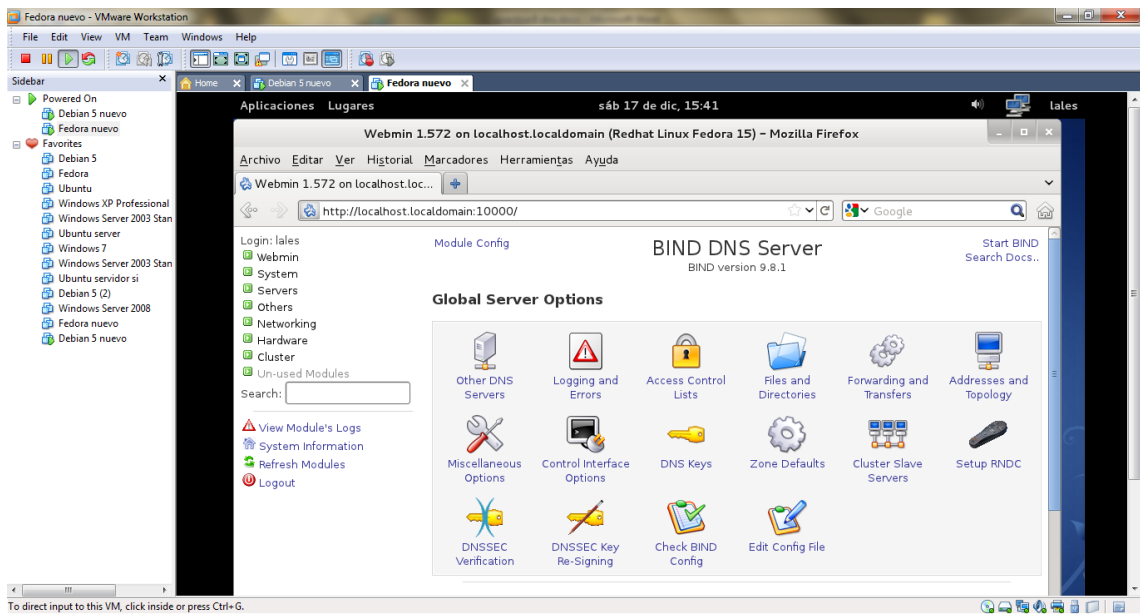 Fedora nuevo - VMware Workstation
File Edit View VM Team Windows Help
Sidebar
Home
Debian 5 nuevo
Fedora nuevo
Powered On
Debian 5 nuevo
Fedora nuevo
Favorites
Debian 5
Fedora
Ubuntu
Windows XP Professional
Windows Server 2003 Stan
Ubuntu server
Windows 7
Windows Server 2003 Stan
Ubuntu servidor si
Debian 5 (2)
Windows Server 2008
Fedora nuevo
Debian 5 nuevo
Aplicaciones Lugares sáb 17 de dic, 15:41 lales
Webmin 1.572 on localhost.localdomain (Redhat Linux Fedora 15) – Mozilla Firefox
Archivo Editar Ver Historial Marcadores Herramientas Ayuda
Webmin 1.572 on localhost.loc...
http://localhost.localdomain:10000/ Google
Login: lales
Webmin
System
Servers
Others
Networking
Hardware
Cluster
Un-used Modules
Search:
View Module's Logs
System Information
Refresh Modules
Logout
Module Config
BIND DNS Server
BIND version 9.8.1
Start BIND
Search Docs..
Global Server Options
Other DNS Servers
Logging and Errors
Access Control Lists
Files and Directories
Forwarding and Transfers
Addresses and Topology
Miscellaneous Options
Control Interface Options
DNS Keys
Zone Defaults
Cluster Slave Servers
Setup RNDC
DNSSEC Verification
DNSSEC Key Re-Signing
Check BIND Config
Edit Config File
To direct input to this VM, click inside or press Ctrl+G.